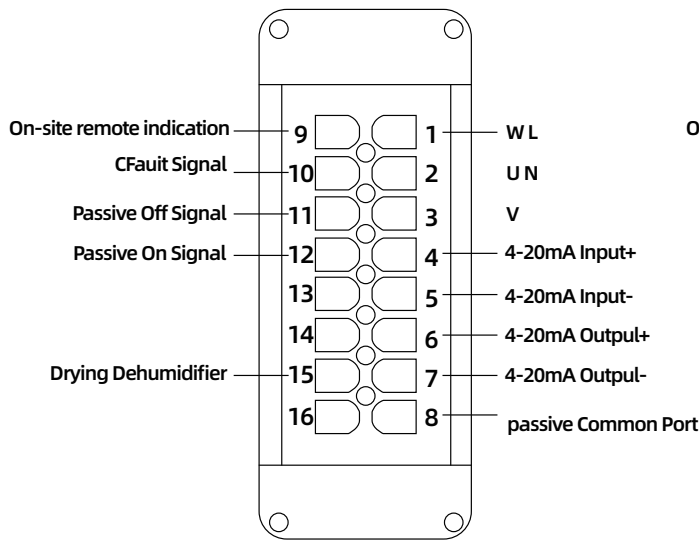 On-site remote indication 9 1 W L O
CFauit Signal 10 2 U N
Passive Off Signal 11 3 V
Passive On Signal 12 4 4-20mA Input+
13 5 4-20mA Input-
14 6 4-20mA Outpul+
Drying Dehumidifier 15 7 4-20mA Outpul-
16 8 passive Common Port